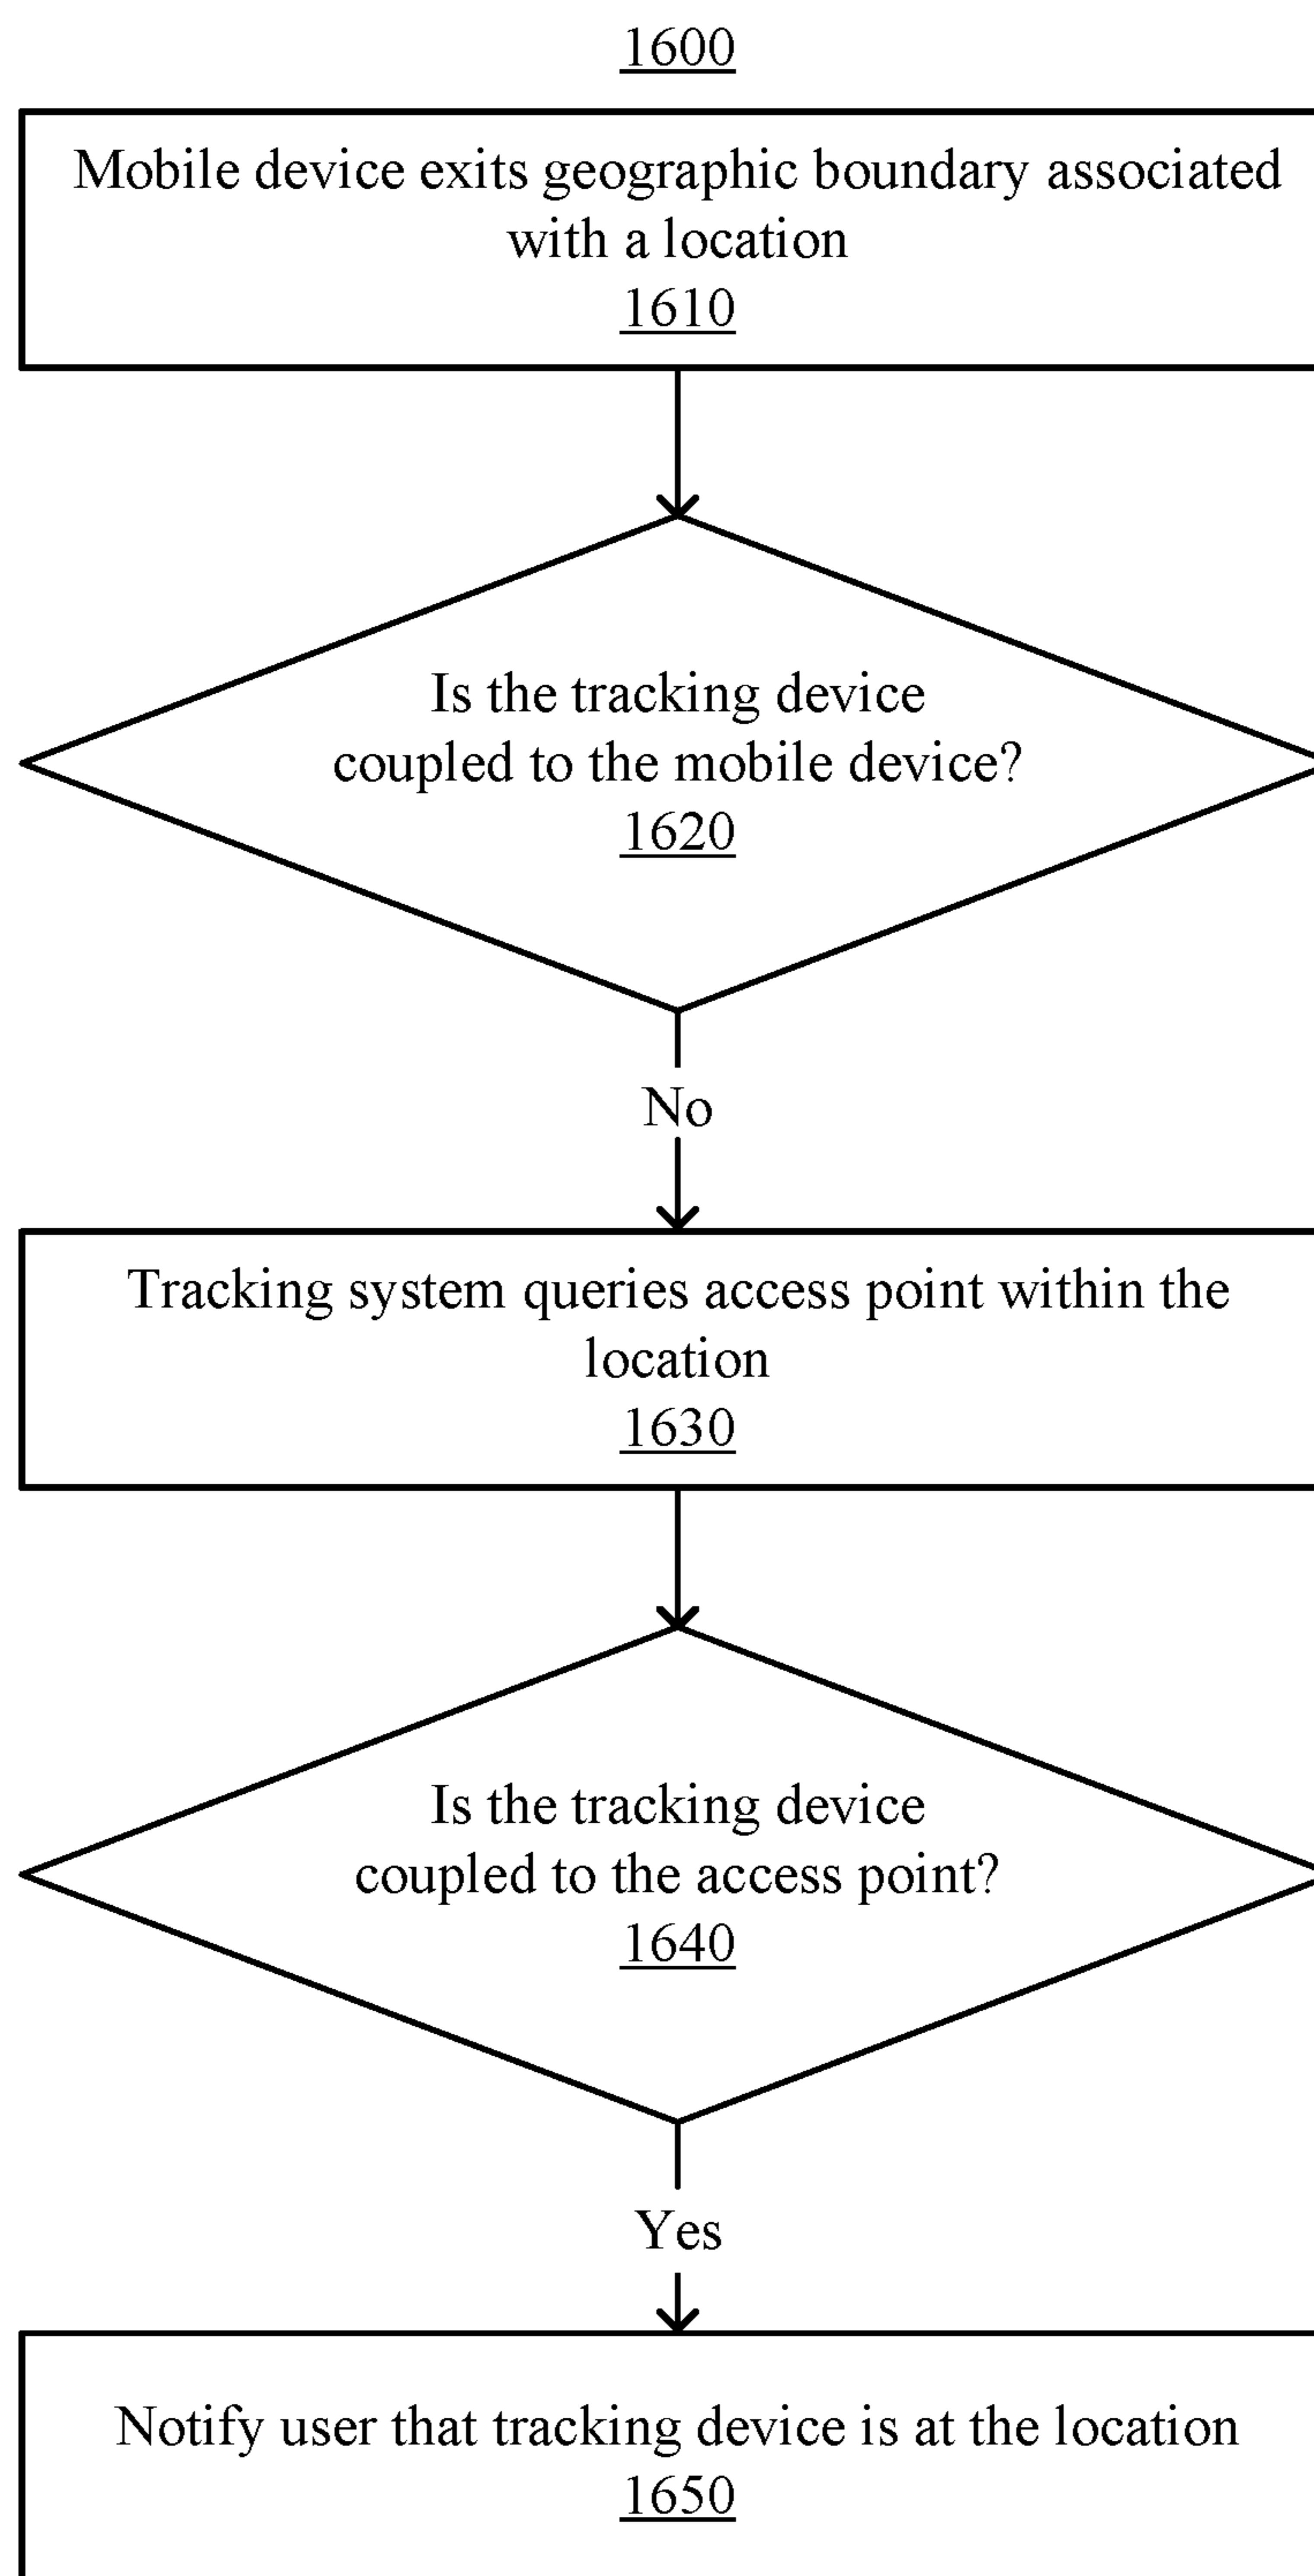 1600
Mobile device exits geographic boundary associated
with a location
1610
Is the tracking device
coupled to the mobile device?
1620
No
Tracking system queries access point within the
location
1630
Is the tracking device
coupled to the access point?
1640
Yes
Notify user that tracking device is at the location
1650